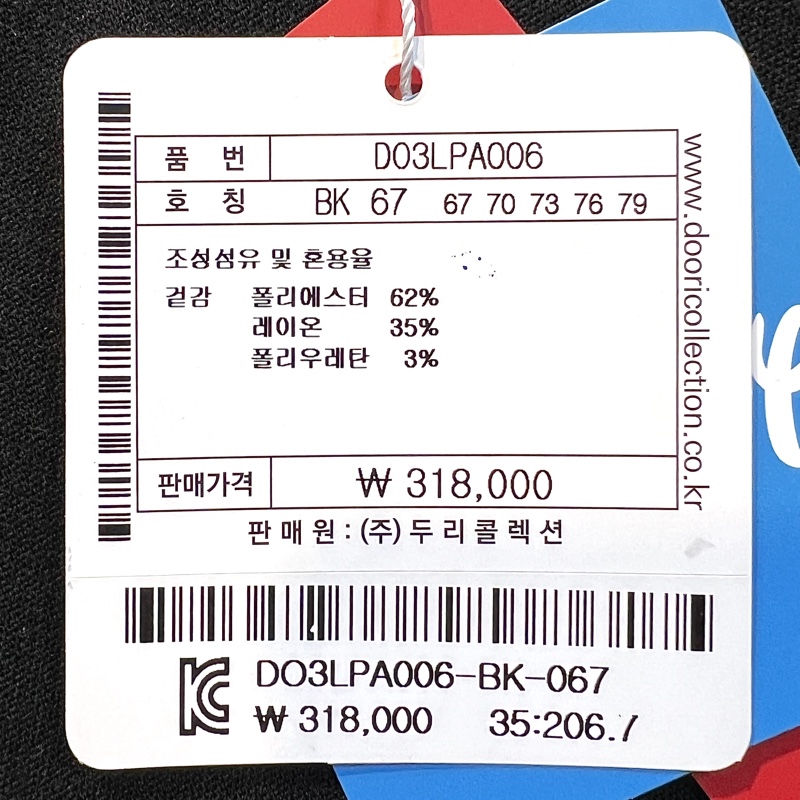 품 번 DO3LPA006
호 칭 BK 67 67 70 73 76 79
조성섬유 및 혼용율
겉감 폴리에스터 62%
레이온 35%
폴리우레탄 3%
판매가격 ₩ 318,000
판매원 : (주)두리콜렉션
www.dooricollection.co.kr
KC
DO3LPA006-BK-067
₩ 318,000 35:206.7